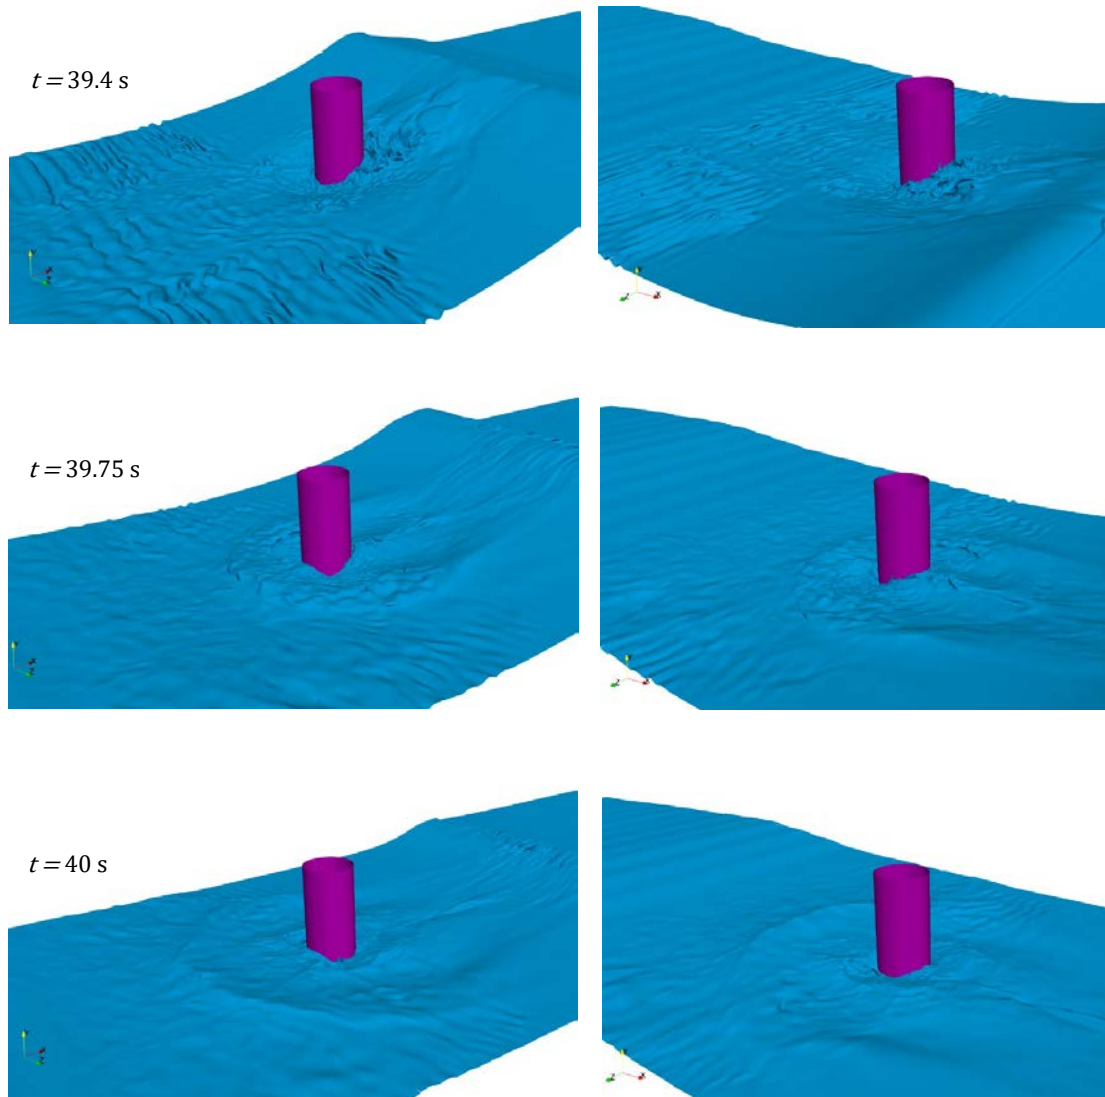 t = 39.4 s
t = 39.75 s
t = 40 s